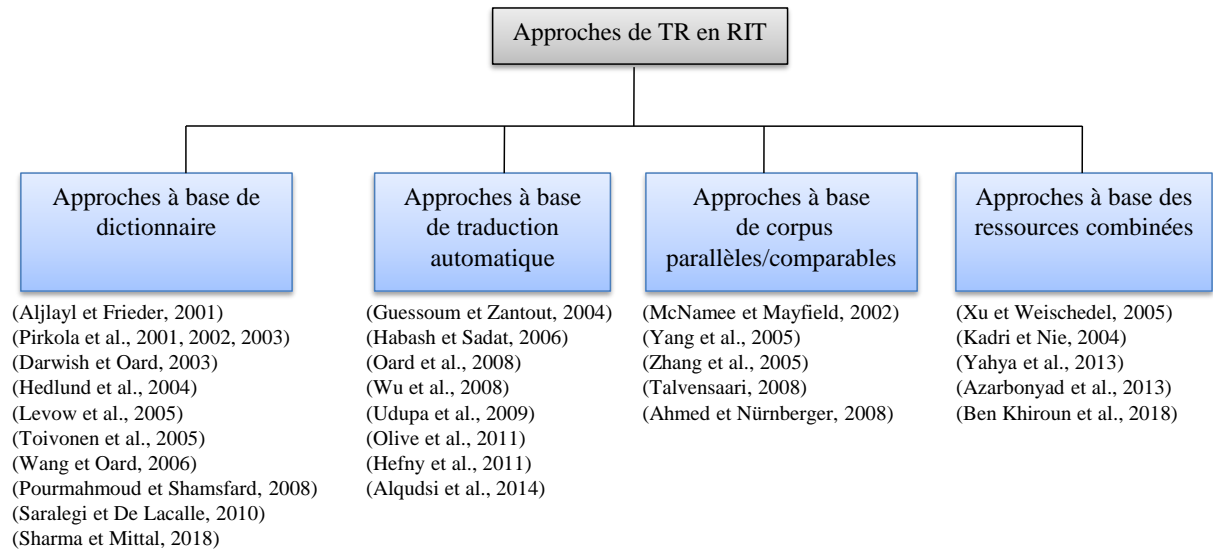 Approches de TR en RIT
Approches à base de
dictionnaire
(Aljlayl et Frieder, 2001)
(Pirkola et al., 2001, 2002, 2003)
(Darwish et Oard, 2003)
(Hedlund et al., 2004)
(Levow et al., 2005)
(Toivonen et al., 2005)
(Wang et Oard, 2006)
(Pourmahmoud et Shamsfard, 2008)
(Saralegi et De Lacalle, 2010)
(Sharma et Mittal, 2018)
Approches à base
de traduction
automatique
(Guessoum et Zantout, 2004)
(Habash et Sadat, 2006)
(Oard et al., 2008)
(Wu et al., 2008)
(Udupa et al., 2009)
(Olive et al., 2011)
(Hefny et al., 2011)
(Alqudsi et al., 2014)
Approches à base
de corpus
parallèles/comparables
(McNamee et Mayfield, 2002)
(Yang et al., 2005)
(Zhang et al., 2005)
(Talvensaari, 2008)
(Ahmed et Nürnberger, 2008)
Approches à base des
ressources combinées
(Xu et Weischedel, 2005)
(Kadri et Nie, 2004)
(Yahya et al., 2013)
(Azarbonyad et al., 2013)
(Ben Khiroun et al., 2018)